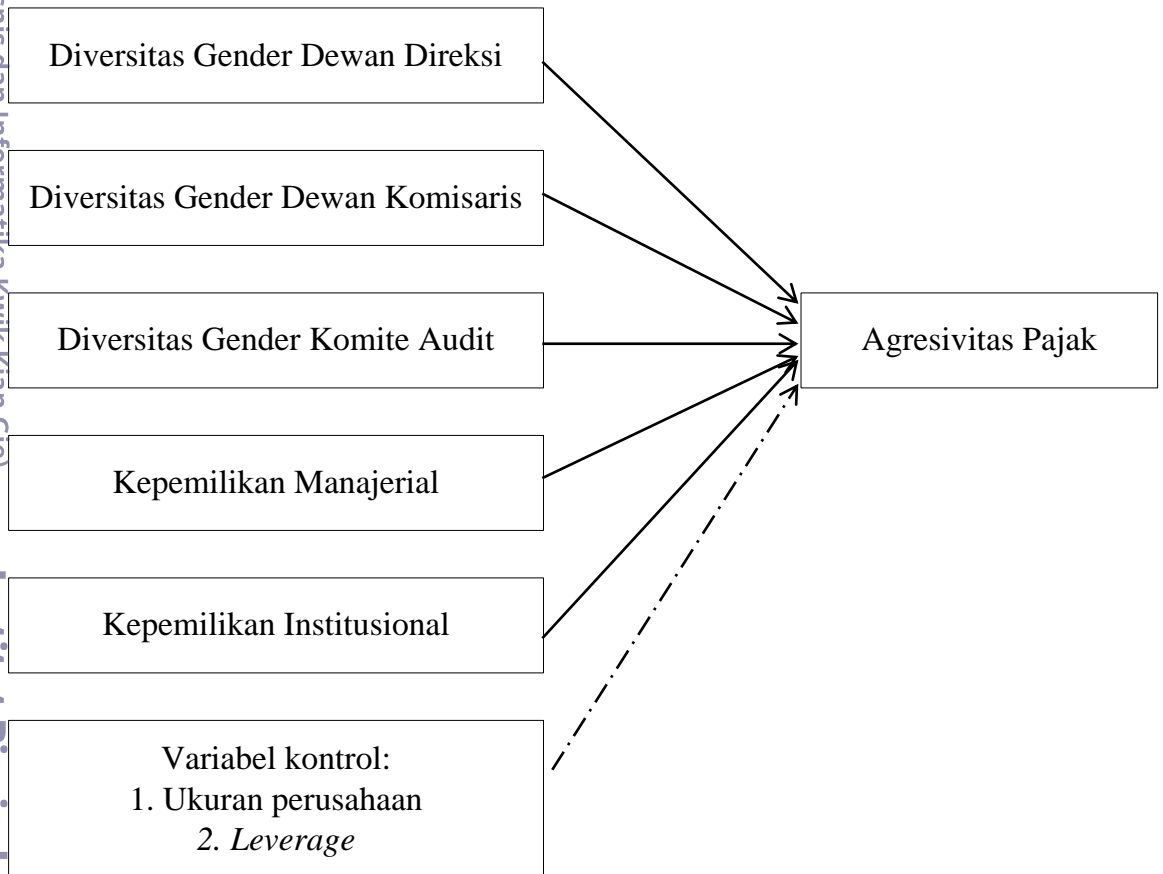 Diversitas Gender Dewan Direksi
Diversitas Gender Dewan Komisaris
Diversitas Gender Komite Audit
Agresivitas Pajak
Kepemilikan Manajerial
Kepemilikan Institusional
Variabel kontrol:
1. Ukuran perusahaan
2. Leverage